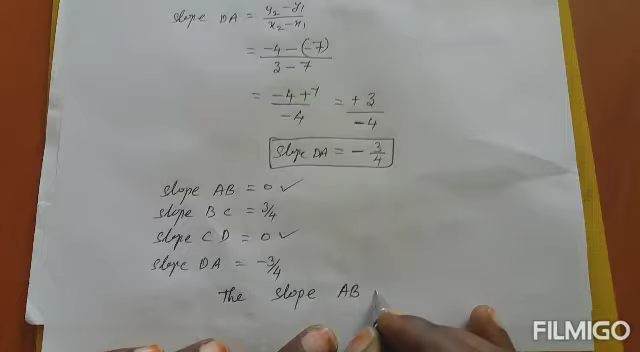 slope DA = y2 - y1 / x2 - x1
= -4 - (-7) / 3 - 7
= -4 + 7 / -4 = + 3 / -4
slope DA = - 3/4
slope AB = 0 ✓
slope BC = 3/4
slope CD = 0 ✓
slope DA = -3/4
The slope AB
FILMIGO